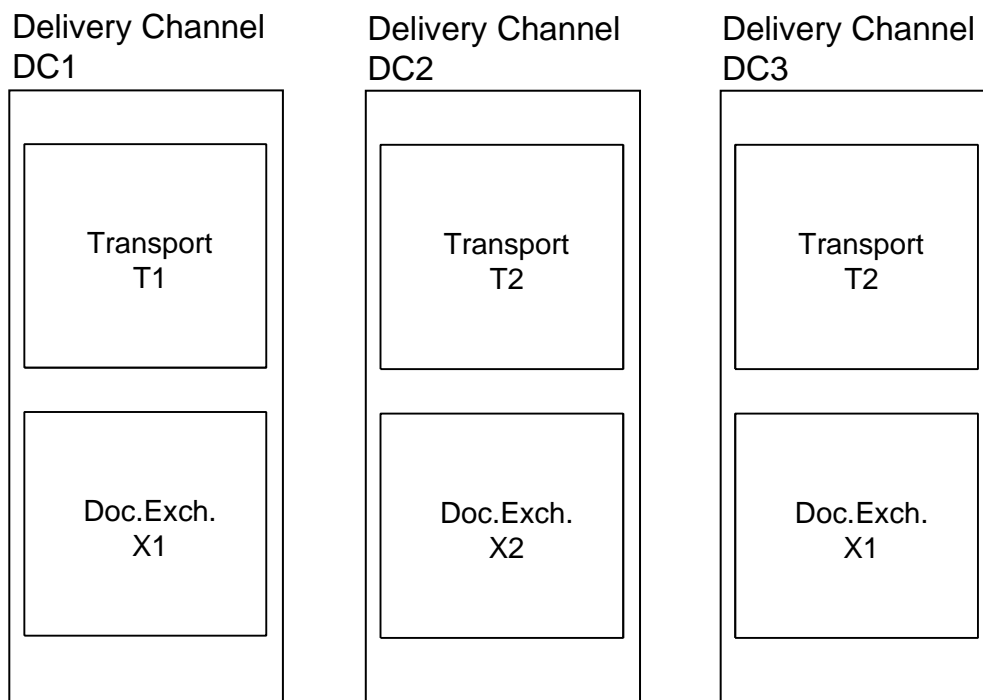 Delivery Channel
DC1
Delivery Channel
DC2
Delivery Channel
DC3
Transport
T1
Transport
T2
Transport
T2
Doc.Exch.
X1
Doc.Exch.
X2
Doc.Exch.
X1